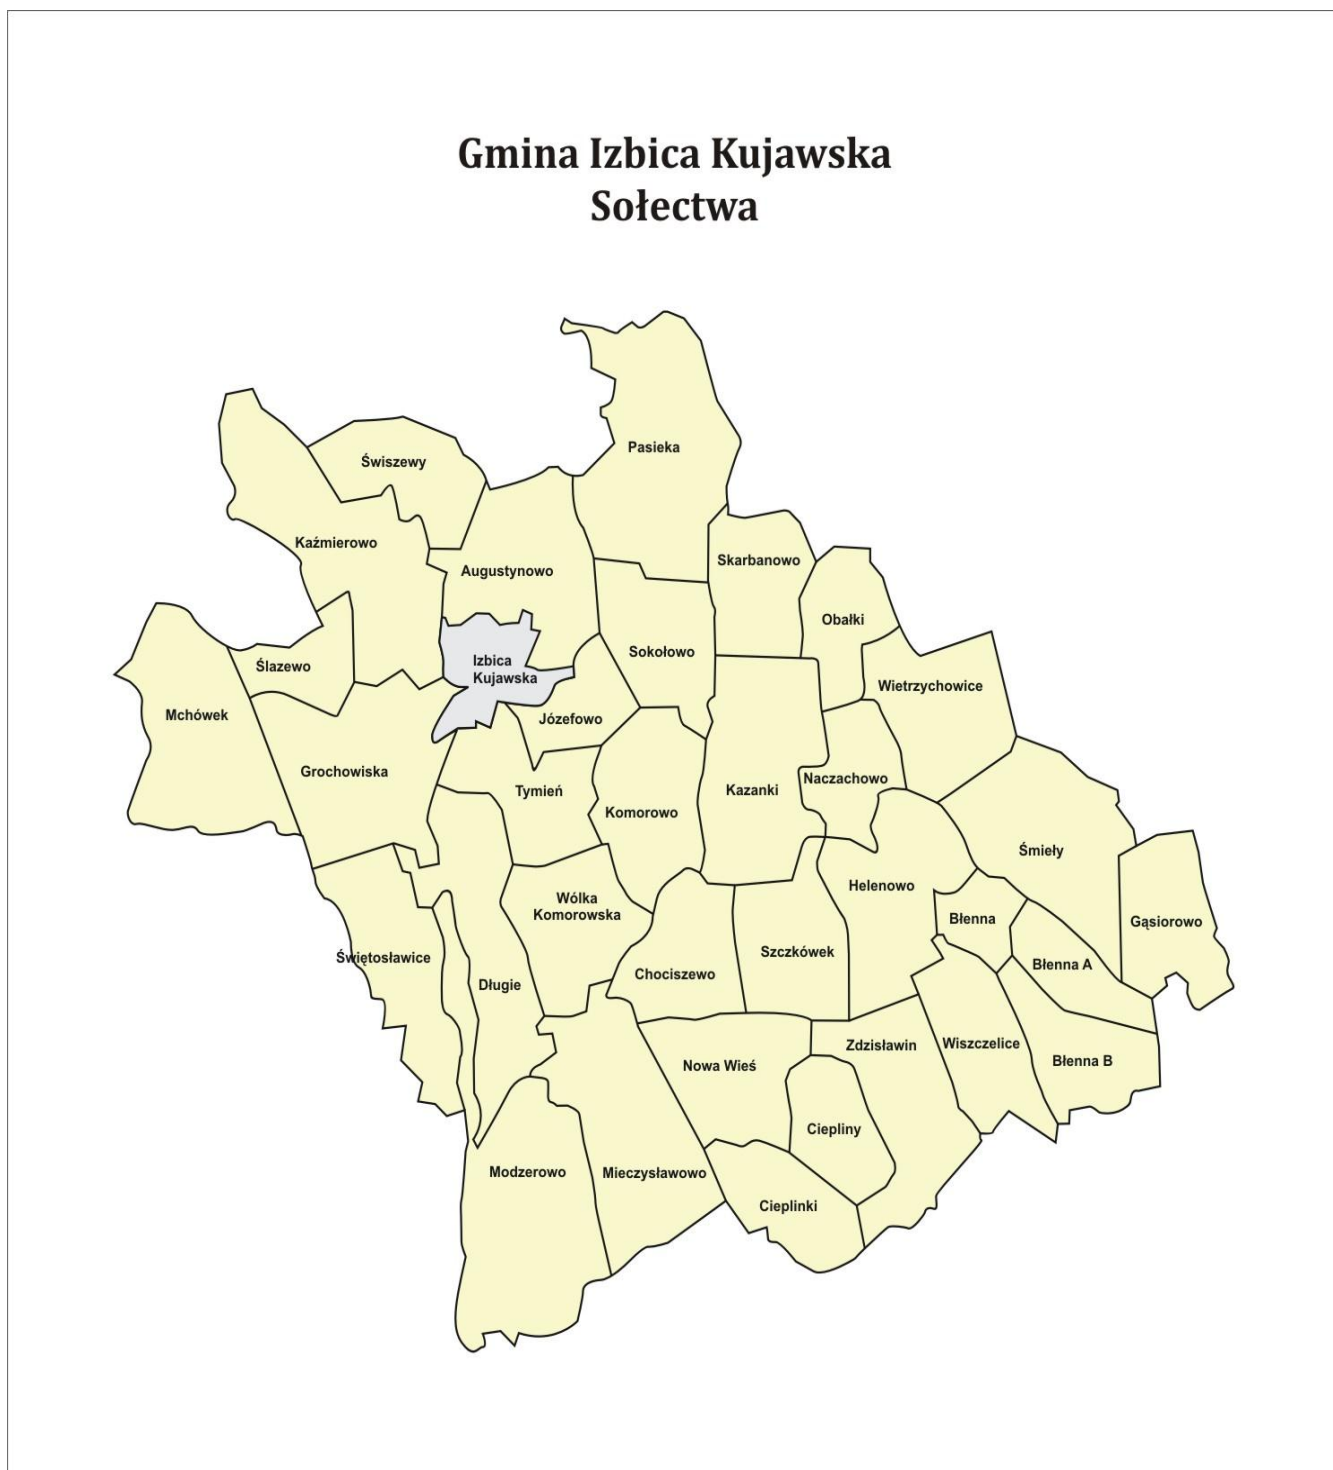 Gmina Izbica Kujawska
Sołectwa
Pasieka
Świszewy
Kaźmierowo
Skarbanowo
Augustynowo
Obałki
Sokołowo
Izbica
Kujawska
Ślazewo
Wietrzychowice
Mchówek
Józefowo
Grochowiska
Naczachowo
Kazanki
Tymień
Komorowo
Śmieły
Helenowo
Wólka
Komorowska
Błenna
Gąsiorowo
Szczkówek
Świętosławice
Błenna A
Chociszewo
Długie
Wiszczelice
Zdzisławin
Błenna B
Nowa Wieś
Ciepliny
Modzerowo
Mieczysławowo
Cieplinki